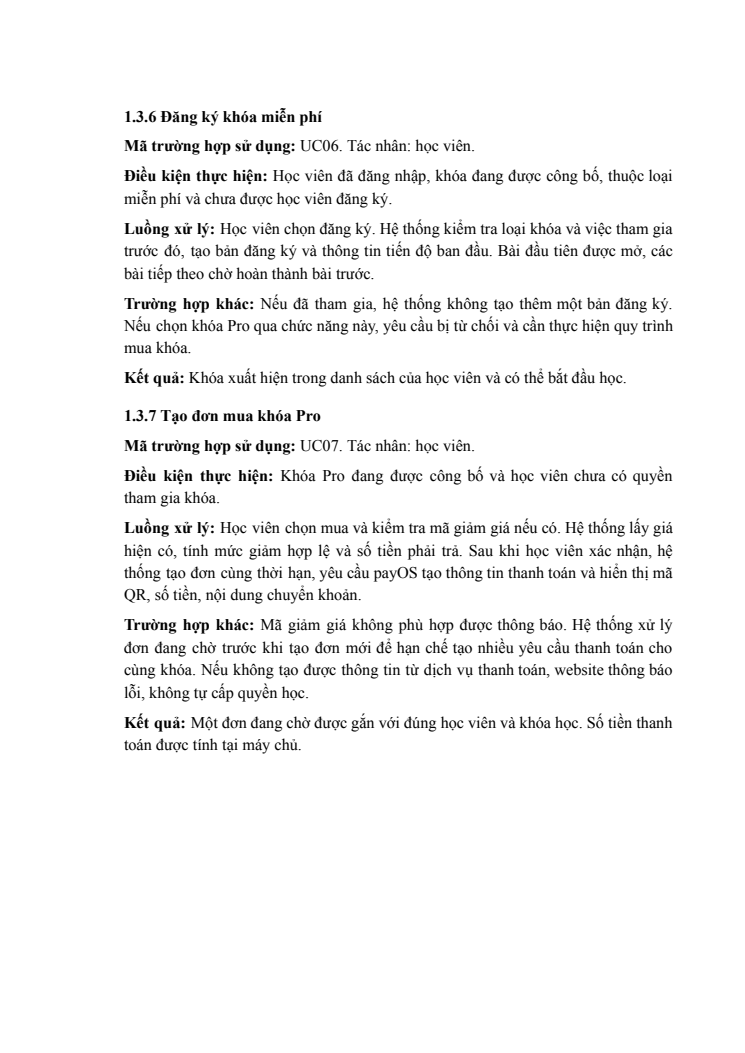 1.3.6 Đăng ký khóa miễn phí
Mã trường hợp sử dụng: UC06. Tác nhân: học viên.
Điều kiện thực hiện: Học viên đã đăng nhập, khóa đang được công bố, thuộc loại
miễn phí và chưa được học viên đăng ký.
Luồng xử lý: Học viên chọn đăng ký. Hệ thống kiểm tra loại khóa và việc tham gia
trước đó, tạo bản đăng ký và thông tin tiến độ ban đầu. Bài đầu tiên được mở, các
bài tiếp theo chờ hoàn thành bài trước.
Trường hợp khác: Nếu đã tham gia, hệ thống không tạo thêm một bản đăng ký.
Nếu chọn khóa Pro qua chức năng này, yêu cầu bị từ chối và cần thực hiện quy trình
mua khóa.
Kết quả: Khóa xuất hiện trong danh sách của học viên và có thể bắt đầu học.
1.3.7 Tạo đơn mua khóa Pro
Mã trường hợp sử dụng: UC07. Tác nhân: học viên.
Điều kiện thực hiện: Khóa Pro đang được công bố và học viên chưa có quyền
tham gia khóa.
Luồng xử lý: Học viên chọn mua và kiểm tra mã giảm giá nếu có. Hệ thống lấy giá
hiện có, tính mức giảm hợp lệ và số tiền phải trả. Sau khi học viên xác nhận, hệ
thống tạo đơn cùng thời hạn, yêu cầu payOS tạo thông tin thanh toán và hiển thị mã
QR, số tiền, nội dung chuyển khoản.
Trường hợp khác: Mã giảm giá không phù hợp được thông báo. Hệ thống xử lý
đơn đang chờ trước khi tạo đơn mới để hạn chế tạo nhiều yêu cầu thanh toán cho
cùng khóa. Nếu không tạo được thông tin từ dịch vụ thanh toán, website thông báo
lỗi, không tự cấp quyền học.
Kết quả: Một đơn đang chờ được gắn với đúng học viên và khóa học. Số tiền thanh
toán được tính tại máy chủ.